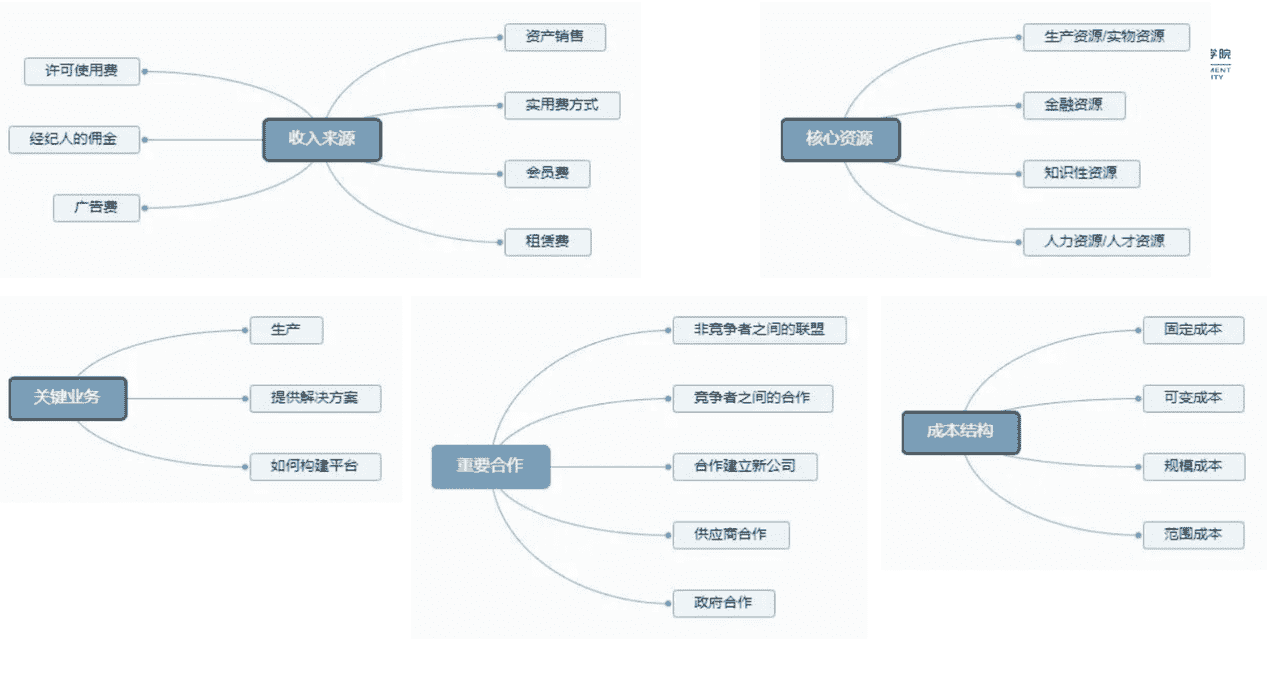 收入来源
许可使用费
经纪人的佣金
广告费
资产销售
实用费方式
会员费
租赁费
核心资源
生产资源/实物资源
金融资源
知识性资源
人力资源/人才资源
学院
MENT
ITY
关键业务
生产
提供解决方案
如何构建平台
重要合作
非竞争者之间的联盟
竞争者之间的合作
合作建立新公司
供应商合作
政府合作
成本结构
固定成本
可变成本
规模成本
范围成本